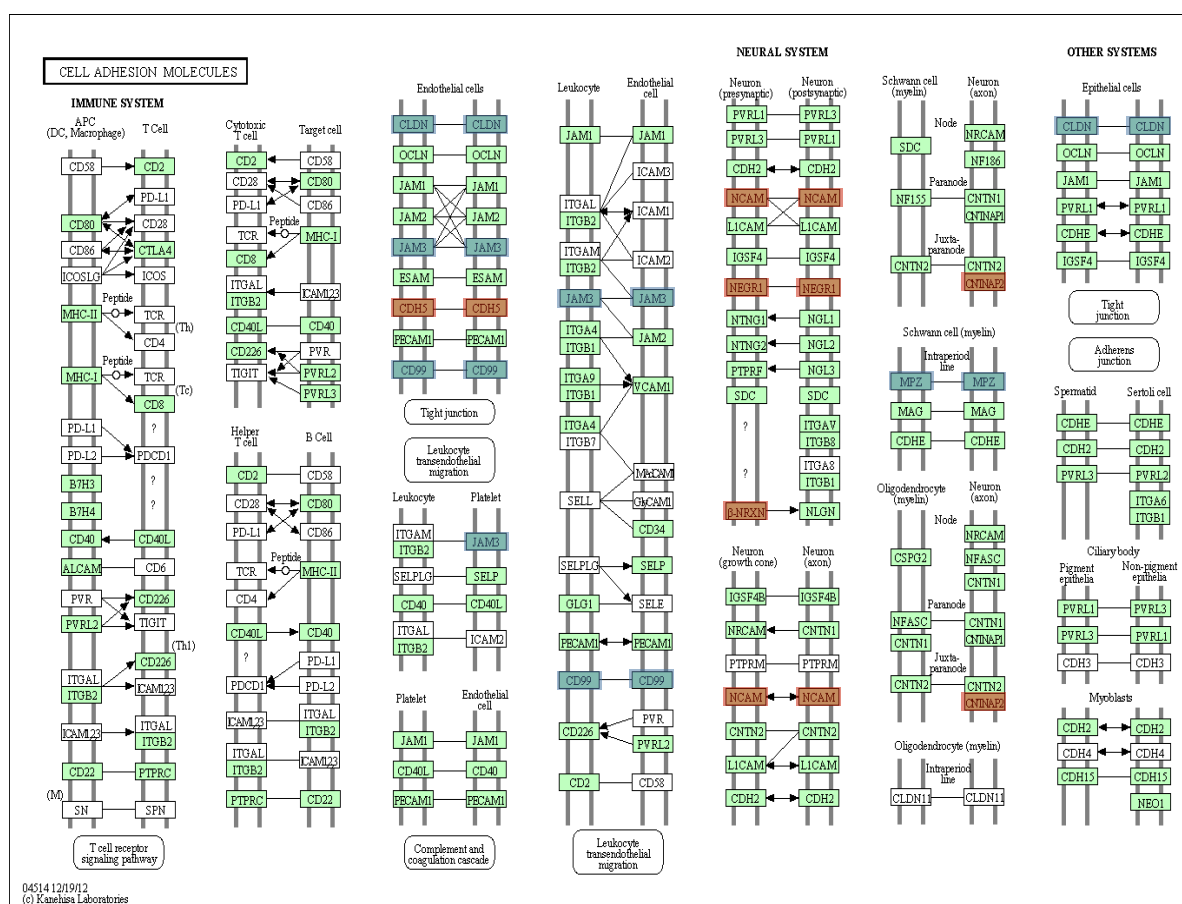 CELL ADHESION MOLECULES
IMMUNE SYSTEM
APC
(DC, Macrophage)
T Cell
CD58
CD2
PD-L1
CD80
CD28
CD86
CTLA4
ICOSLG
ICOS
MHC-II
Peptide
TCR
(Th)
CD4
MHC-I
Peptide
TCR
(Tc)
CD8
PD-L1
?
PD-L2
PDCD1
B7H3
?
B7H4
?
CD40
CD40L
ALCAM
CD6
PVR
CD226
PVRL2
TIGIT
(Th1)
CD226
ITGAL
ITGB2
ICAM123
ICAM123
ITGAL
ITGB2
CD22
PTPRC
(M)
SN
SPN
T cell receptor
signaling pathway
Cytotoxic
T cell
Target cell
CD2
CD58
CD28
CD80
PD-L1
CD86
Peptide
TCR
MHC-I
CD8
ITGAL
ITGB2
ICAM123
CD40L
CD40
CD226
PVR
TIGIT
PVRL2
PVRL3
Helper
T cell
B Cell
CD2
CD58
CD28
CD80
PD-L1
CD86
Peptide
TCR
MHC-II
CD4
CD40L
CD40
?
PD-L1
PDCD1
PD-L2
ICAM123
ITGAL
ITGB2
ITGAL
ITGB2
ICAM123
PTPRC
CD22
Endothelial cells
CLDN
CLDN
OCLN
OCLN
JAM1
JAM1
JAM2
JAM2
JAM3
JAM3
ESAM
ESAM
CDH5
CDH5
PECAM1
PECAM1
CD99
CD99
Tight junction
Leukocyte
transendothelial
migration
Leukocyte
Platelet
ITGAM
ITGB2
JAM3
SELPLG
SELP
CD40
CD40L
ITGAL
ITGB2
ICAM2
Platelet
Endothelial
cell
JAM1
JAM1
CD40L
CD40
PECAM1
PECAM1
Complement and
coagulation cascade
Leukocyte
Endothelial
cell
JAM1
JAM1
ICAM3
ITGAL
ITGB2
ICAM1
ITGAM
ITGB2
ICAM2
JAM3
JAM3
ITGA4
ITGB1
JAM2
ITGA9
ITGB1
VCAM1
ITGA4
ITGB7
MAdCAM1
SELL
GlyCAM1
CD34
SELPLG
SELP
GLG1
SELE
PECAM1
PECAM1
CD99
CD99
CD226
PVR
PVRL2
CD2
CD58
Leukocyte
transendothelial
migration
NEURAL SYSTEM
Neuron
(presynaptic)
Neuron
(postsynaptic)
PVRL1
PVRL3
PVRL3
PVRL1
CDH2
CDH2
NCAM
NCAM
L1CAM
L1CAM
IGSF4
IGSF4
NEGR1
NEGR1
NTNG1
NGL1
NTNG2
NGL2
PTPRF
NGL3
SDC
SDC
?
ITGAV
ITGB8
?
ITGA8
ITGB1
β-NRXN
NLGN
Neuron
(growth cone)
Neuron
(axon)
IGSF4B
IGSF4B
NRCAM
CNTN1
PTPRM
PTPRM
NCAM
NCAM
CNTN2
CNTN2
L1CAM
L1CAM
CDH2
CDH2
Schwann cell
(myelin)
Neuron
(axon)
Node
NRCAM
SDC
NF186
Paranode
NF155
CNTN1
CNTNAP1
Juxta-
paranode
CNTN2
CNTN2
CNTNAP2
Schwann cell (myelin)
Intraperiod
line
MPZ
MPZ
MAG
MAG
CDHE
CDHE
Oligodendrocyte
(myelin)
Neuron
(axon)
Node
NRCAM
CSPG2
NFASC
CNTN1
Paranode
NFASC
CNTN1
CNTN1
CNTNAP1
Juxta-
paranode
CNTN2
CNTN2
CNTNAP2
Oligodendrocyte (myelin)
Intraperiod
line
CLDN11
CLDN11
OTHER SYSTEMS
Epithelial cells
CLDN
CLDN
OCLN
OCLN
JAM1
JAM1
PVRL1
PVRL1
CDHE
CDHE
IGSF4
IGSF4
Tight
junction
Adherens
junction
Spermatid
Sertoli cell
CDHE
CDHE
CDH2
CDH2
PVRL3
PVRL2
ITGA6
ITGB1
Ciliary body
Pigment
epithelia
Non-pigment
epithelia
PVRL1
PVRL3
PVRL3
PVRL1
CDH3
CDH3
Myoblasts
CDH2
CDH2
CDH4
CDH4
CDH15
CDH15
NEO1
04514 12/19/12
(c) Kanehisa Laboratories